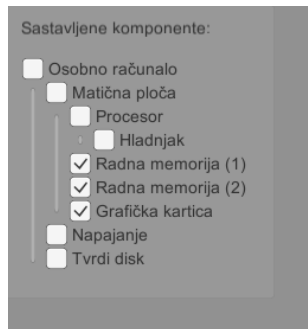 Sastavljene komponente:
Osobno računalo
Matična ploča
Procesor
Hladnjak
Radna memorija (1)
Radna memorija (2)
Grafička kartica
Napajanje
Tvrdi disk